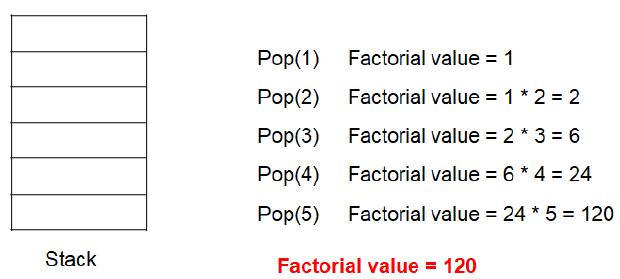 Pop(1) Factorial value = 1
Pop(2) Factorial value = 1 * 2 = 2
Pop(3) Factorial value = 2 * 3 = 6
Pop(4) Factorial value = 6 * 4 = 24
Pop(5) Factorial value = 24 * 5 = 120
Stack
Factorial value = 120